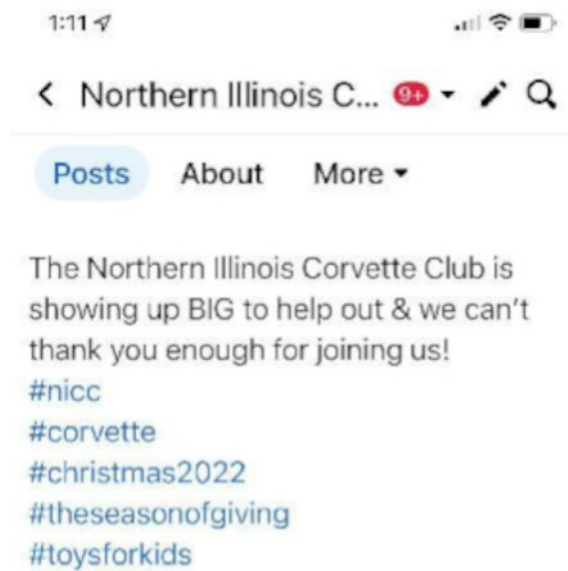 1:11
Northern Illinois C... 9+
Posts About More
The Northern Illinois Corvette Club is
showing up BIG to help out & we can't
thank you enough for joining us!
#nicc
#corvette
#christmas2022
#theseasonofgiving
#toysforkids